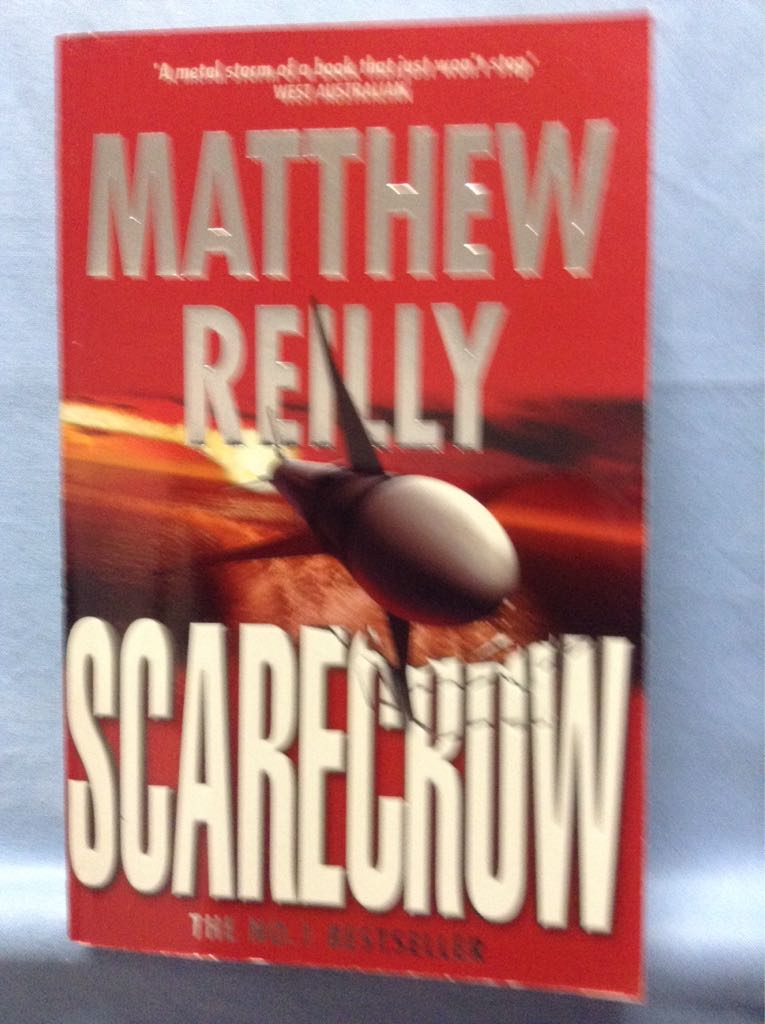 'A metal storm of a book that just won't stop'
WEST AUSTRALIAN
MATTHEW
REILLY
SCARECROW
THE NO.1 BESTSELLER